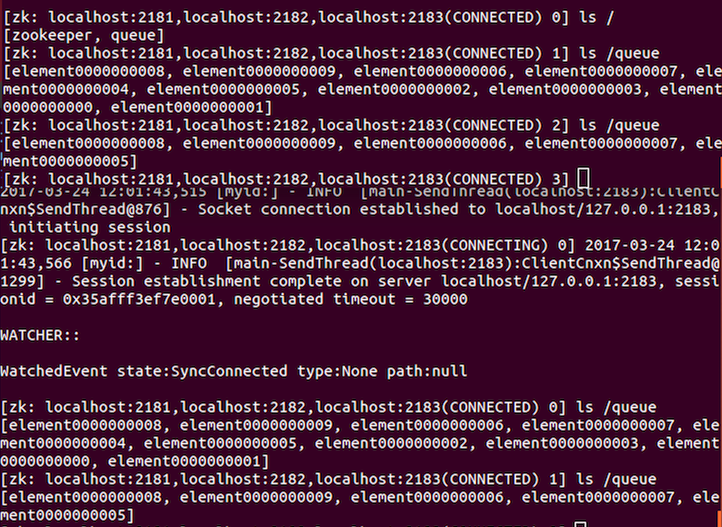 [zk: localhost:2181,localhost:2182,localhost:2183(CONNECTED) 0] ls /
[zookeeper, queue]
[zk: localhost:2181,localhost:2182,localhost:2183(CONNECTED) 1] ls /queue
[element0000000008, element0000000009, element0000000006, element0000000007, ele
ment0000000004, element0000000005, element0000000002, element0000000003, element
0000000000, element0000000001]
[zk: localhost:2181,localhost:2182,localhost:2183(CONNECTED) 2] ls /queue
[element0000000008, element0000000009, element0000000006, element0000000007, ele
ment0000000005]
[zk: localhost:2181,localhost:2182,localhost:2183(CONNECTED) 3]
2017-03-24 12:01:43,515 [myid:] - INFO  [main-SendThread(localhost:2183):ClientC
nxn$SendThread@876] - Socket connection established to localhost/127.0.0.1:2183,
 initiating session
[zk: localhost:2181,localhost:2182,localhost:2183(CONNECTING) 0] 2017-03-24 12:0
1:43,566 [myid:] - INFO  [main-SendThread(localhost:2183):ClientCnxn$SendThread@
1299] - Session establishment complete on server localhost/127.0.0.1:2183, sessi
onid = 0x35afff3ef7e0001, negotiated timeout = 30000
WATCHER::
WatchedEvent state:SyncConnected type:None path:null
[zk: localhost:2181,localhost:2182,localhost:2183(CONNECTED) 0] ls /queue
[element0000000008, element0000000009, element0000000006, element0000000007, ele
ment0000000004, element0000000005, element0000000002, element0000000003, element
0000000000, element0000000001]
[zk: localhost:2181,localhost:2182,localhost:2183(CONNECTED) 1] ls /queue
[element0000000008, element0000000009, element0000000006, element0000000007, ele
ment0000000005]